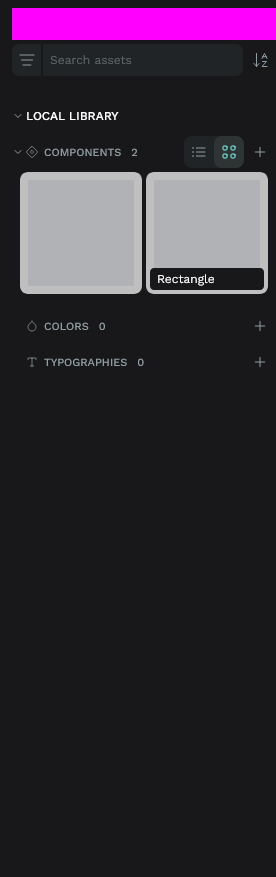 Search assets
LOCAL LIBRARY
COMPONENTS 2
Rectangle
COLORS 0
TYPOGRAPHIES 0